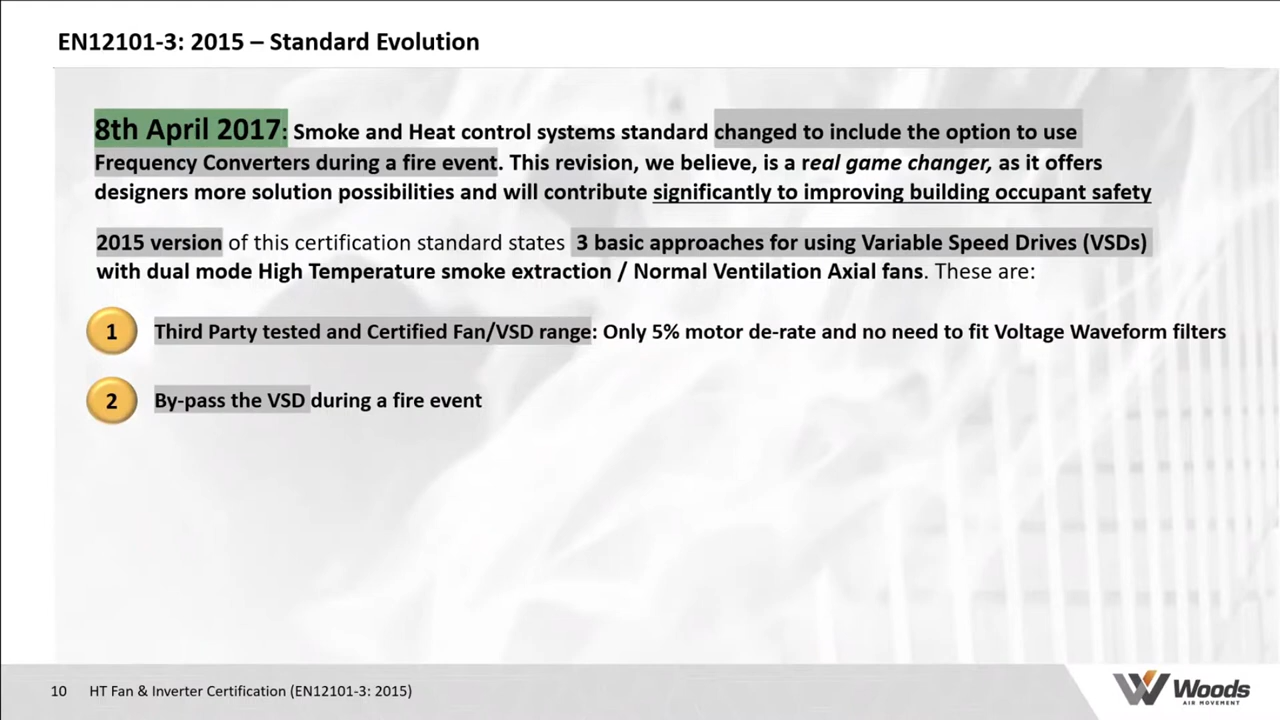 EN12101-3: 2015 – Standard Evolution
8th April 2017: Smoke and Heat control systems standard changed to include the option to use
Frequency Converters during a fire event. This revision, we believe, is a real game changer, as it offers
designers more solution possibilities and will contribute significantly to improving building occupant safety
2015 version of this certification standard states 3 basic approaches for using Variable Speed Drives (VSDs)
with dual mode High Temperature smoke extraction / Normal Ventilation Axial fans. These are:
1 Third Party tested and Certified Fan/VSD range: Only 5% motor de-rate and no need to fit Voltage Waveform filters
2 By-pass the VSD during a fire event
10 HT Fan & Inverter Certification (EN12101-3: 2015)
Woods
AIR MOVEMENT